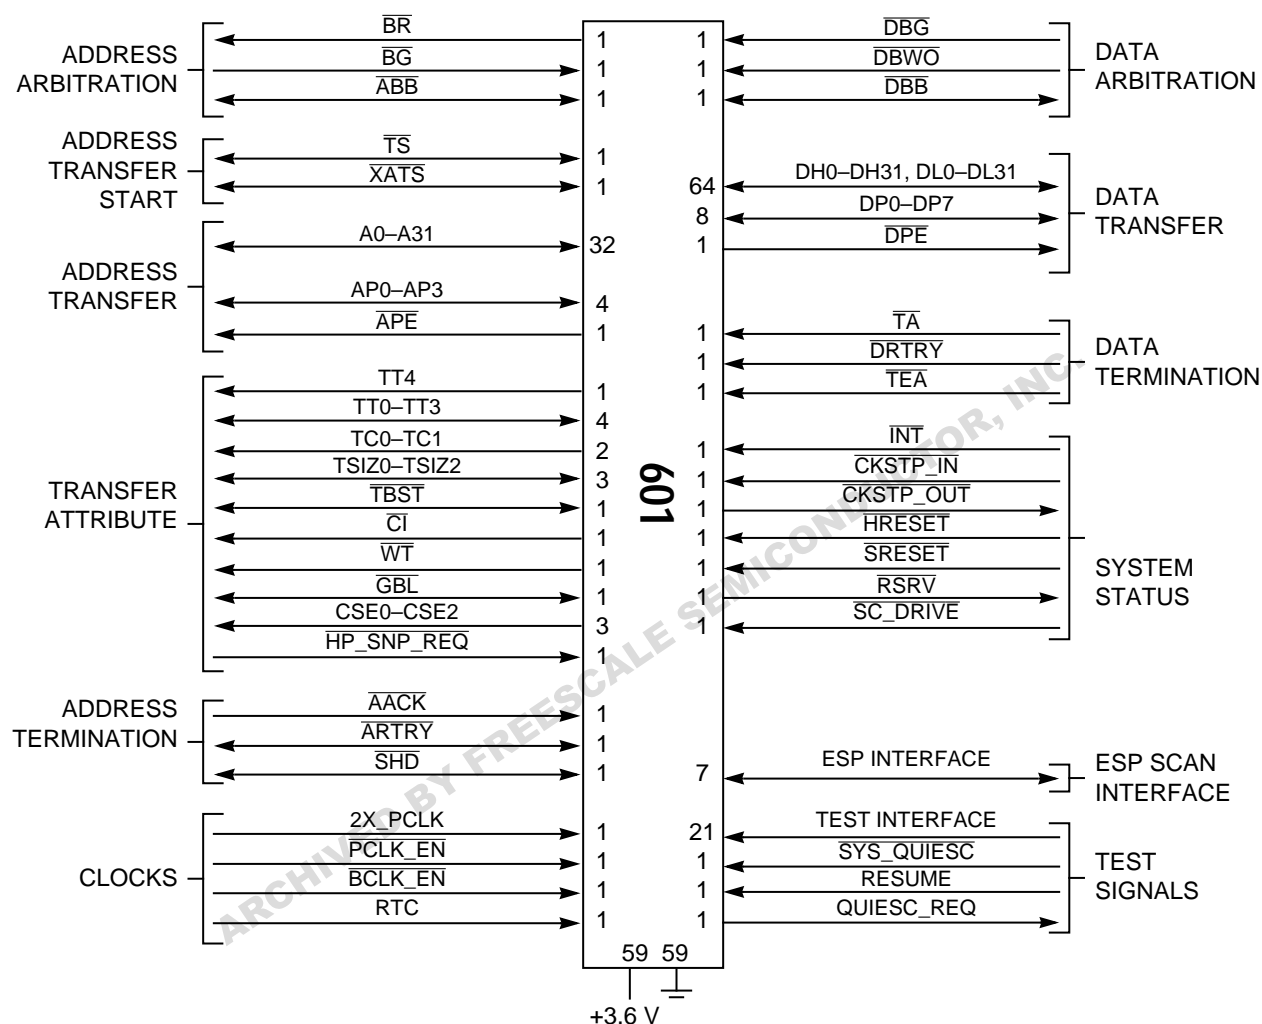 ADDRESS
ARBITRATION
BR 1
BG 1
ABB 1
ADDRESS
TRANSFER
START
TS 1
XATS 1
ADDRESS
TRANSFER
A0–A31 32
AP0–AP3 4
APE 1
TRANSFER
ATTRIBUTE
TT4 1
TT0–TT3 4
TC0–TC1 2
TSIZ0–TSIZ2 3
TBST 1
CI 1
WT 1
GBL 1
CSE0–CSE2 3
HP_SNP_REQ 1
ADDRESS
TERMINATION
AACK 1
ARTRY 1
SHD 1
CLOCKS
2X_PCLK 1
PCLK_EN 1
BCLK_EN 1
RTC 1
601
59 59
+3.6 V
1 DBG
1 DBWO
1 DBB
DATA
ARBITRATION
64 DH0–DH31, DL0–DL31
8 DP0–DP7
1 DPE
DATA
TRANSFER
1 TA
1 DRTRY
1 TEA
DATA
TERMINATION
1 INT
1 CKSTP_IN
1 CKSTP_OUT
1 HRESET
1 SRESET
1 RSRV
1 SC_DRIVE
SYSTEM
STATUS
7 ESP INTERFACE
ESP SCAN
INTERFACE
21 TEST INTERFACE
1 SYS_QUIESC
1 RESUME
1 QUIESC_REQ
TEST
SIGNALS
ARCHIVED BY FREESCALE SEMICONDUCTOR, INC.